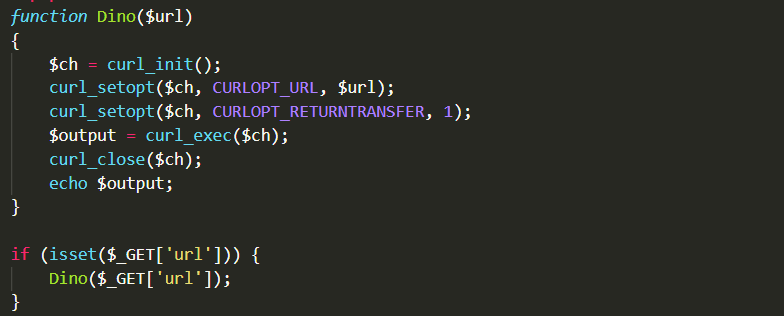 function Dino($url)
{
    $ch = curl_init();
    curl_setopt($ch, CURLOPT_URL, $url);
    curl_setopt($ch, CURLOPT_RETURNTRANSFER, 1);
    $output = curl_exec($ch);
    curl_close($ch);
    echo $output;
}

if (isset($_GET['url'])) {
    Dino($_GET['url']);
}